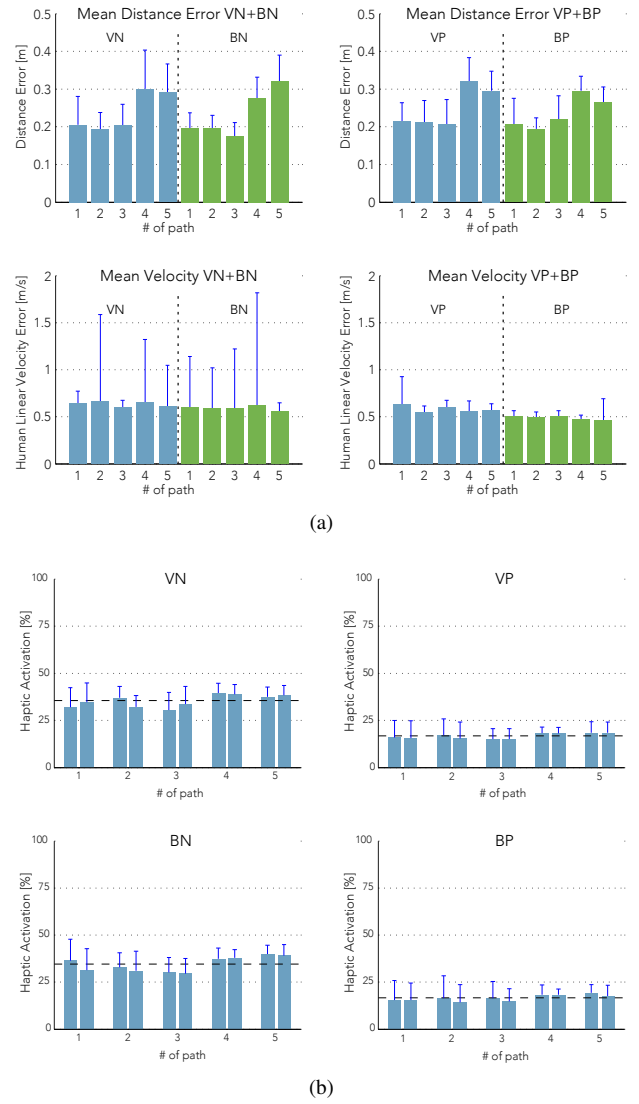 Mean Distance Error VN+BN
VN
BN
Distance Error [m]
0.5
0.4
0.3
0.2
0.1
0
1 2 3 4 5 1 2 3 4 5
# of path
Mean Distance Error VP+BP
VP
BP
Distance Error [m]
0.5
0.4
0.3
0.2
0.1
0
1 2 3 4 5 1 2 3 4 5
# of path
Mean Velocity VN+BN
VN
BN
Human Linear Velocity Error [m/s]
2
1.5
1
0.5
0
1 2 3 4 5 1 2 3 4 5
# of path
Mean Velocity VP+BP
VP
BP
Human Linear Velocity Error [m/s]
2
1.5
1
0.5
0
1 2 3 4 5 1 2 3 4 5
# of path
(a)
VN
Haptic Activation [%]
100
75
50
25
0
1 2 3 4 5
# of path
VP
Haptic Activation [%]
100
75
50
25
0
1 2 3 4 5
# of path
BN
Haptic Activation [%]
100
75
50
25
0
1 2 3 4 5
# of path
BP
Haptic Activation [%]
100
75
50
25
0
1 2 3 4 5
# of path
(b)